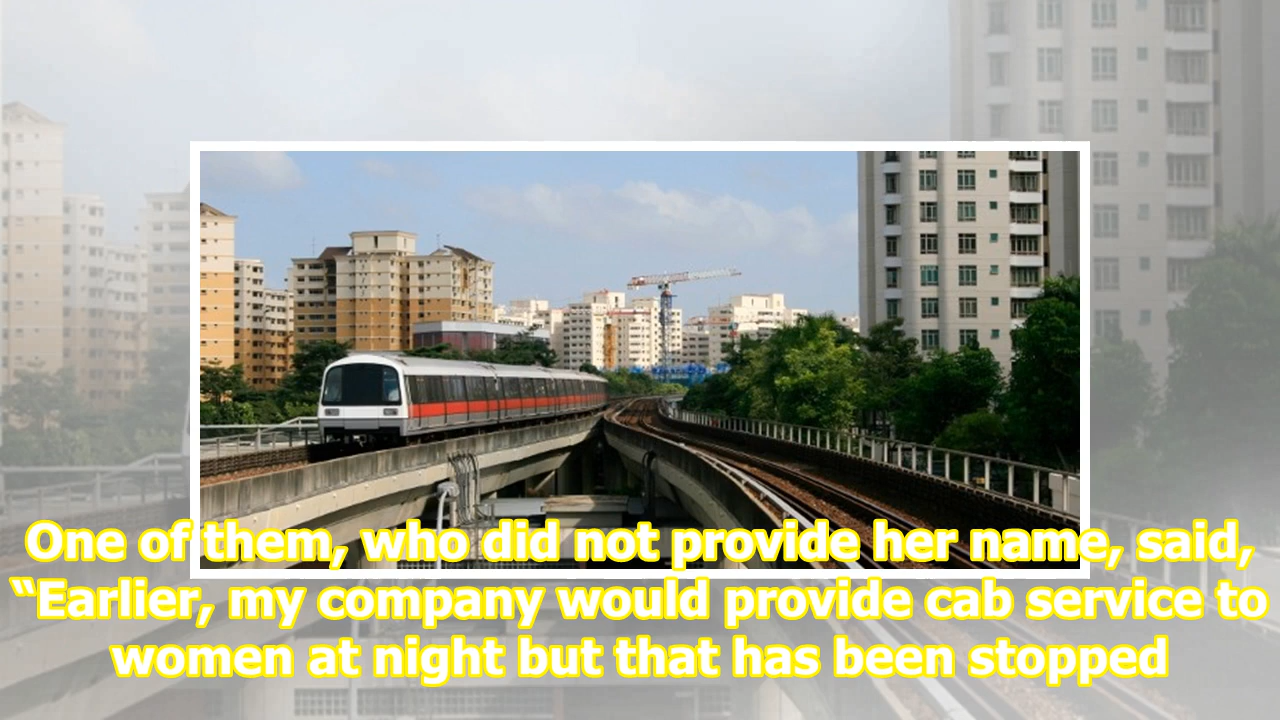 One of them, who did not provide her name, said,
“Earlier, my company would provide cab service to
women at night but that has been stopped